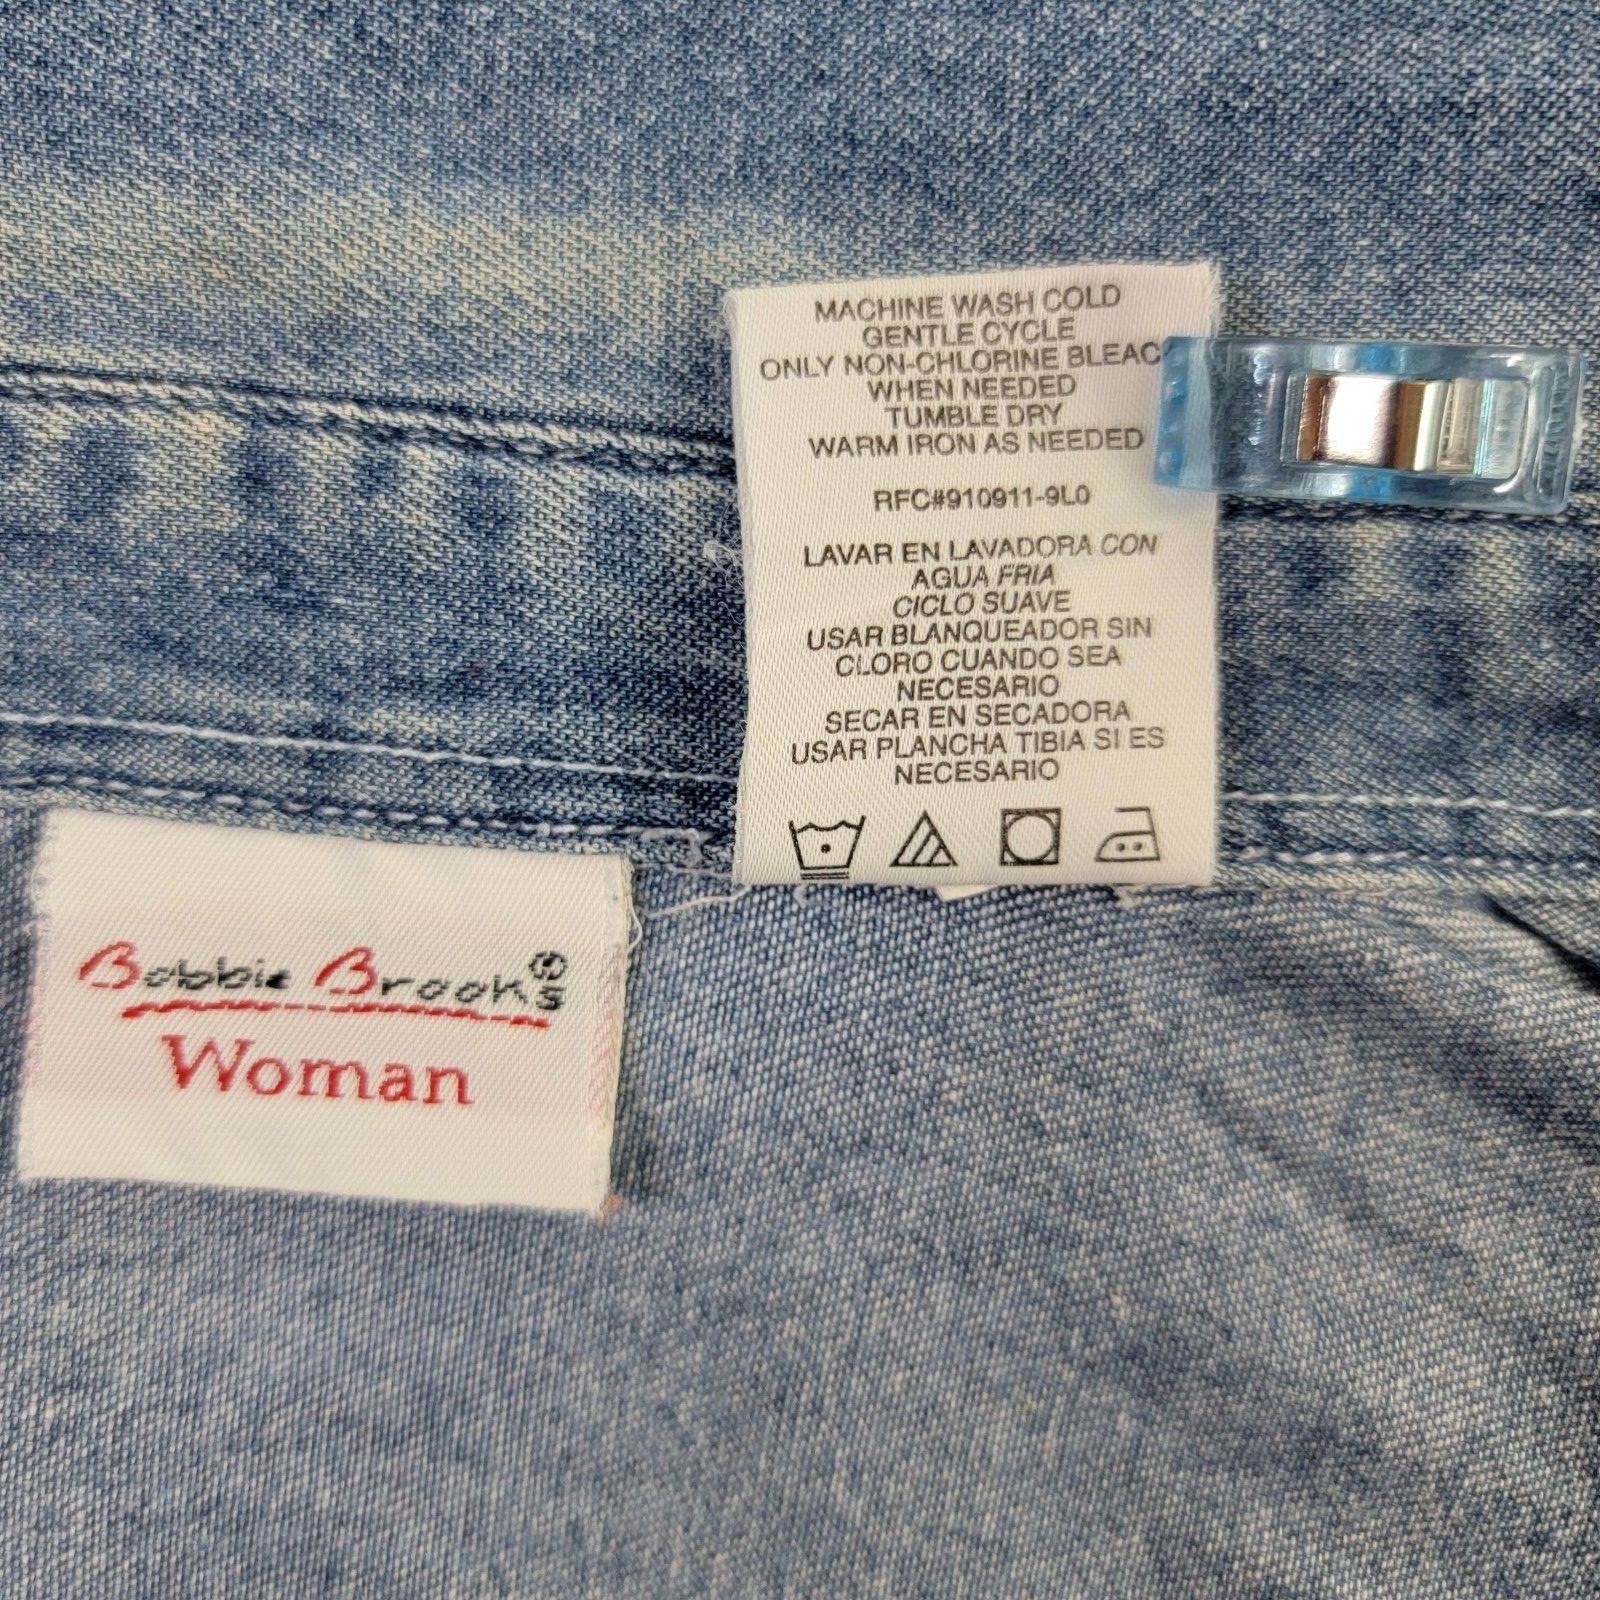 MACHINE WASH COLD
GENTLE CYCLE
ONLY NON-CHLORINE BLEAC
WHEN NEEDED
TUMBLE DRY
WARM IRON AS NEEDED
RFC#910911-9L0
LAVAR EN LAVADORA CON
AGUA FRIA
CICLO SUAVE
USAR BLANQUEADOR SIN
CLORO CUANDO SEA
NECESARIO
SECAR EN SECADORA
USAR PLANCHA TIBIA SI ES
NECESARIO
Bobbie Brooks®
Woman